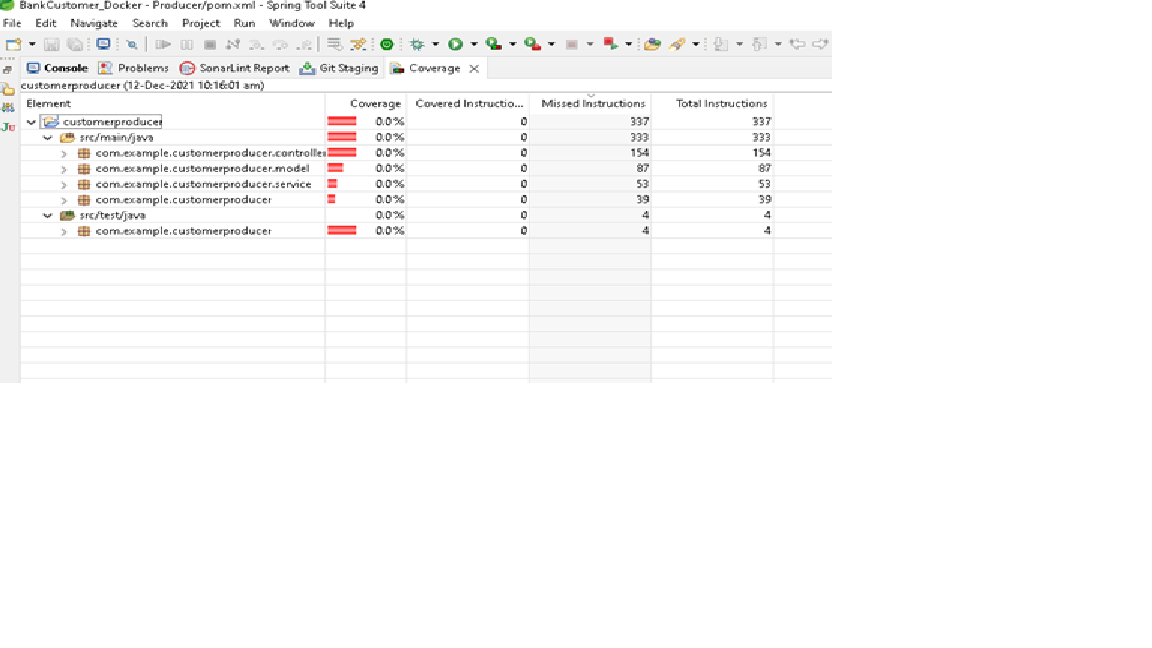 BankCustomer_Docker - Producer/pom.xml - Spring Tool Suite 4
File Edit Navigate Search Project Run Window Help
Console Problems SonarLint Report Git Staging Coverage
customerproducer (12-Dec-2021 10:16:01 am)
Element Coverage Covered Instructio... Missed Instructions Total Instructions
customerproducer 0.0% 0 337 337
src/main/java 0.0% 0 333 333
com.example.customerproducer.controller 0.0% 0 154 154
com.example.customerproducer.model 0.0% 0 87 87
com.example.customerproducer.service 0.0% 0 53 53
com.example.customerproducer 0.0% 0 39 39
src/test/java 0.0% 0 4 4
com.example.customerproducer 0.0% 0 4 4
Ju